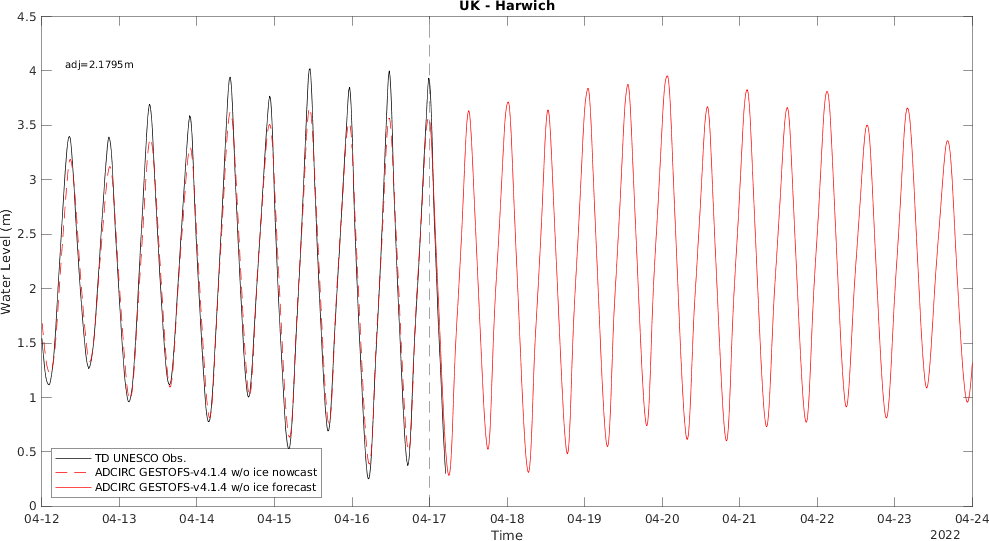 UK - Harwich
4.5
4
3.5
3
2.5
2
1.5
1
0.5
0
Water Level (m)
adj=2.1795m
TD UNESCO Obs.
ADCIRC GESTOFS-v4.1.4 w/o ice nowcast
ADCIRC GESTOFS-v4.1.4 w/o ice forecast
04-12 04-13 04-14 04-15 04-16 04-17 04-18 04-19 04-20 04-21 04-22 04-23 04-24
Time
2022